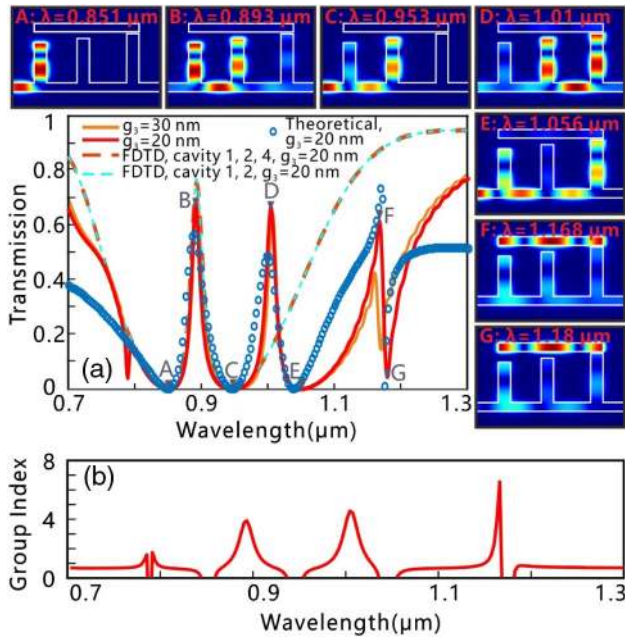 A: λ=0.851 μm
B: λ=0.893 μm
C: λ=0.953 μm
D: λ=1.01 μm
E: λ=1.056 μm
F: λ=1.168 μm
G: λ=1.18 μm
g₃=30 nm
g₃=20 nm
FDTD, cavity 1, 2, 4, g₃=20 nm
FDTD, cavity 1, 2, g₃=20 nm
Theoretical,
g₃=20 nm
Transmission
1
0.8
0.6
0.4
0.2
0
B
D
F
A
C
E
G
(a)
0.7
0.9
1.1
1.3
Wavelength(μm)
(b)
Group Index
8
4
0
0.7
0.9
1.1
1.3
Wavelength(μm)